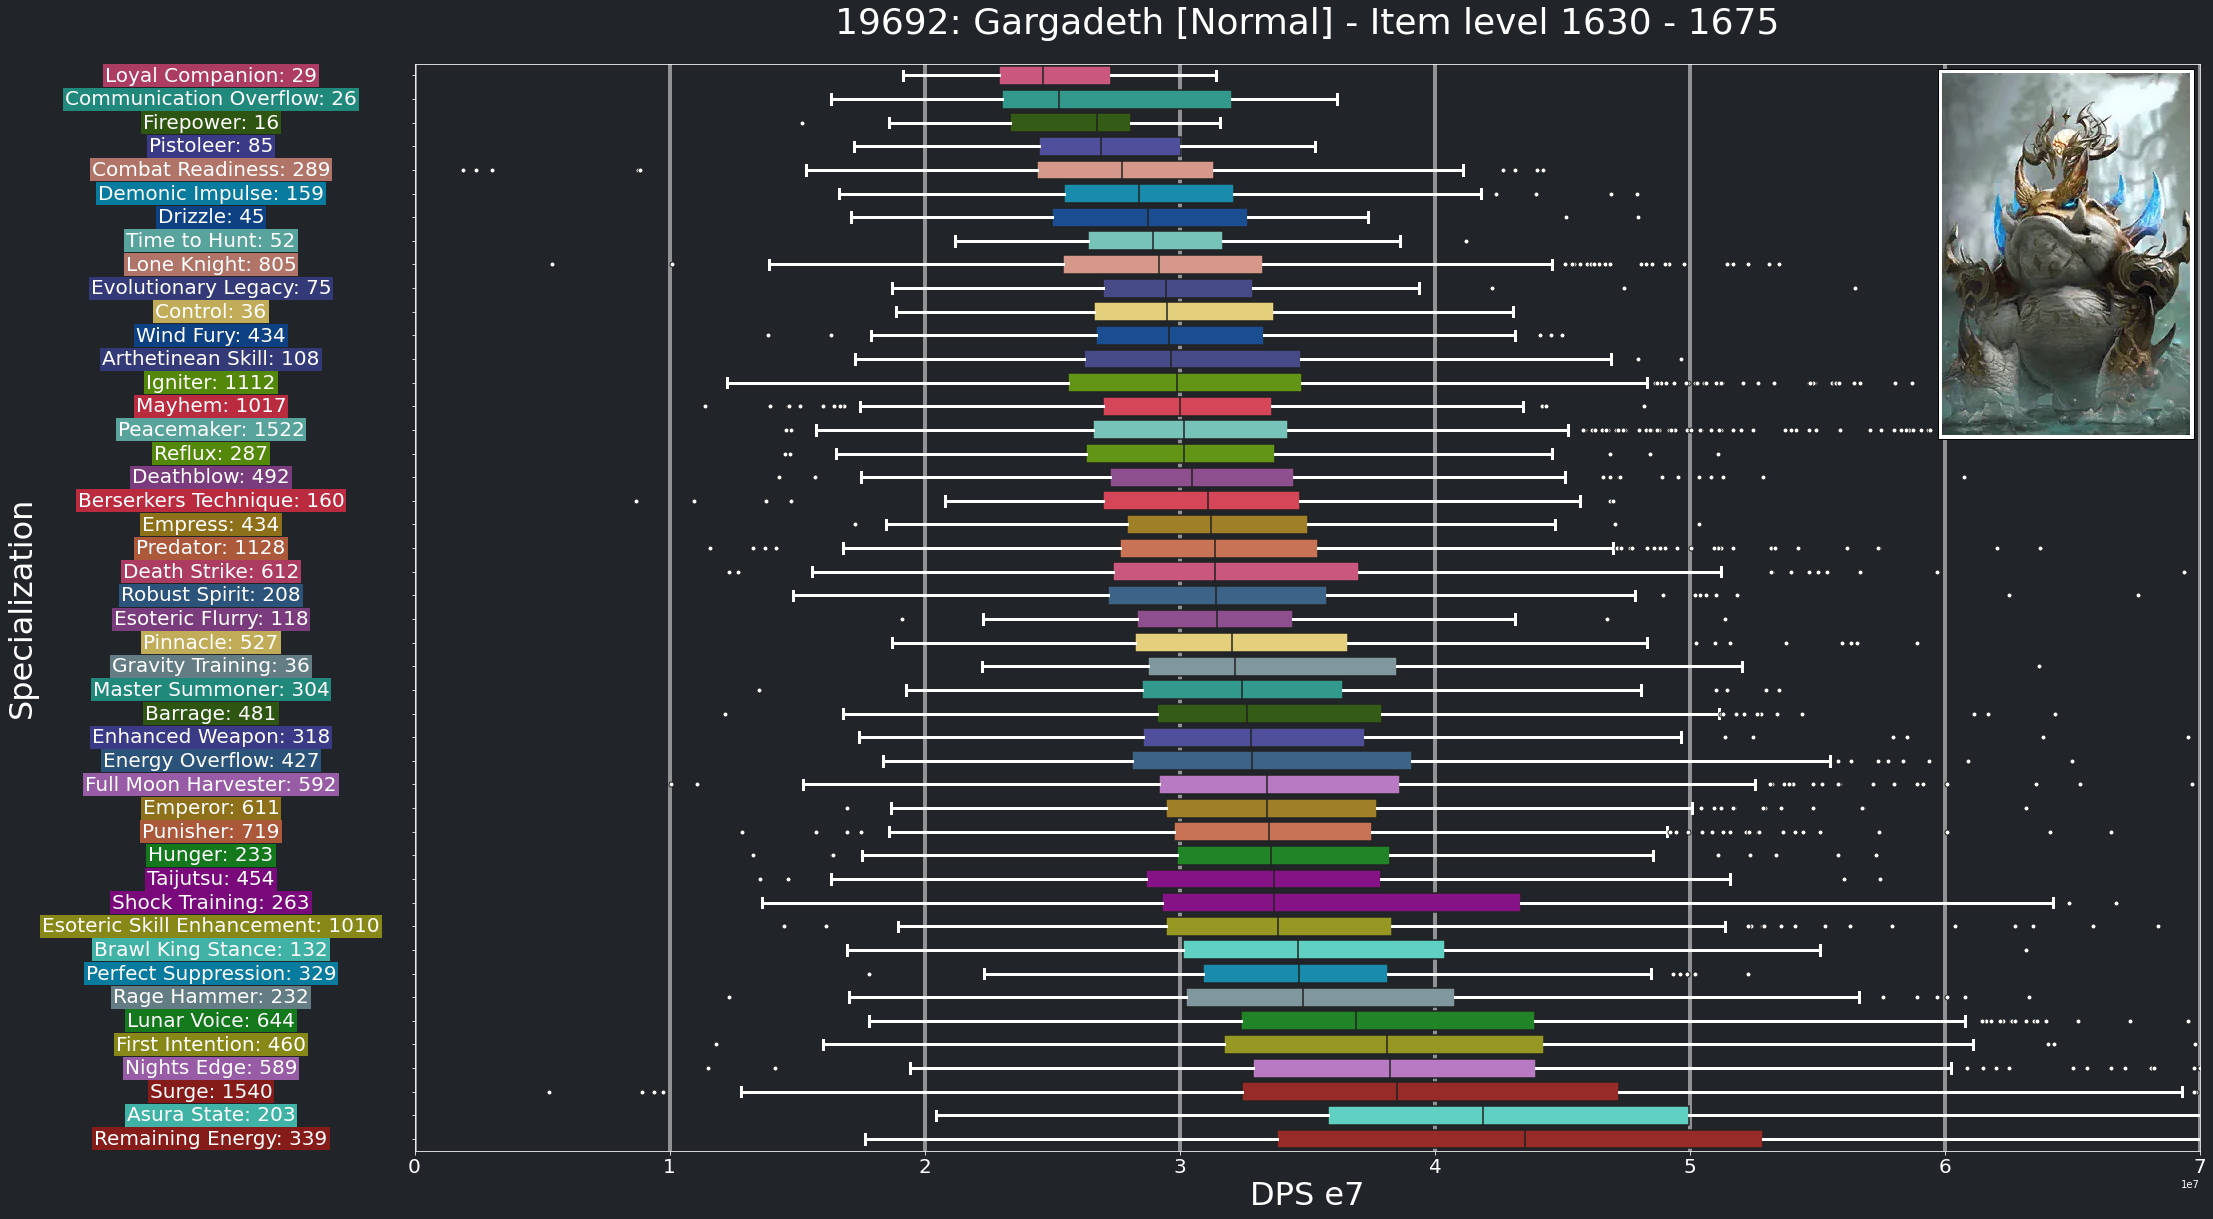 19692: Gargadeth [Normal] - Item level 1630 - 1675
Specialization
Loyal Companion: 29
Communication Overflow: 26
Firepower: 16
Pistoleer: 85
Combat Readiness: 289
Demonic Impulse: 159
Drizzle: 45
Time to Hunt: 52
Lone Knight: 805
Evolutionary Legacy: 75
Control: 36
Wind Fury: 434
Arthetinean Skill: 108
Igniter: 1112
Mayhem: 1017
Peacemaker: 1522
Reflux: 287
Deathblow: 492
Berserkers Technique: 160
Empress: 434
Predator: 1128
Death Strike: 612
Robust Spirit: 208
Esoteric Flurry: 118
Pinnacle: 527
Gravity Training: 36
Master Summoner: 304
Barrage: 481
Enhanced Weapon: 318
Energy Overflow: 427
Full Moon Harvester: 592
Emperor: 611
Punisher: 719
Hunger: 233
Taijutsu: 454
Shock Training: 263
Esoteric Skill Enhancement: 1010
Brawl King Stance: 132
Perfect Suppression: 329
Rage Hammer: 232
Lunar Voice: 644
First Intention: 460
Nights Edge: 589
Surge: 1540
Asura State: 203
Remaining Energy: 339
0 1 2 3 4 5 6 7
1e7
DPS e7